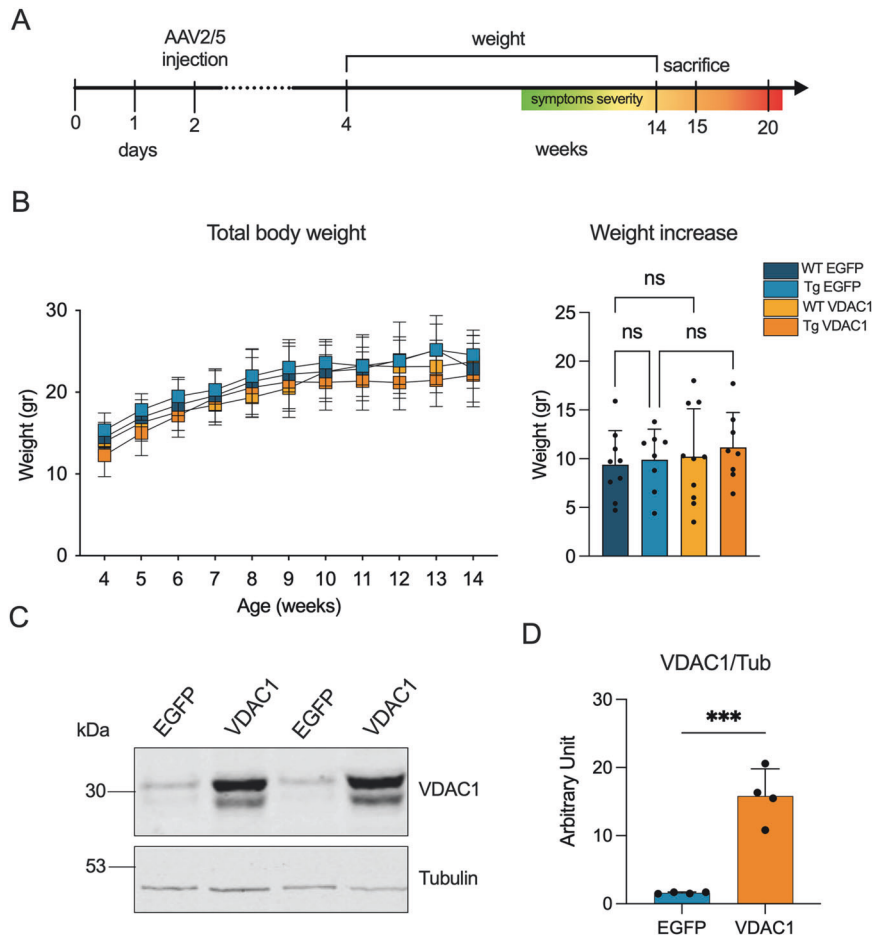 A
AAV2/5
injection
weight
sacrifice
symptoms severity
0
1
2
4
14
15
20
days
weeks
B
Total body weight
Weight (gr)
30
20
10
0
4 5 6 7 8 9 10 11 12 13 14
Age (weeks)
Weight increase
WT EGFP
Tg EGFP
WT VDAC1
Tg VDAC1
ns
ns
ns
Weight (gr)
25
20
15
10
5
0
C
kDa
EGFP
VDAC1
EGFP
VDAC1
30
VDAC1
53
Tubulin
D
VDAC1/Tub
Arbitrary Unit
30
20
10
0
***
EGFP
VDAC1